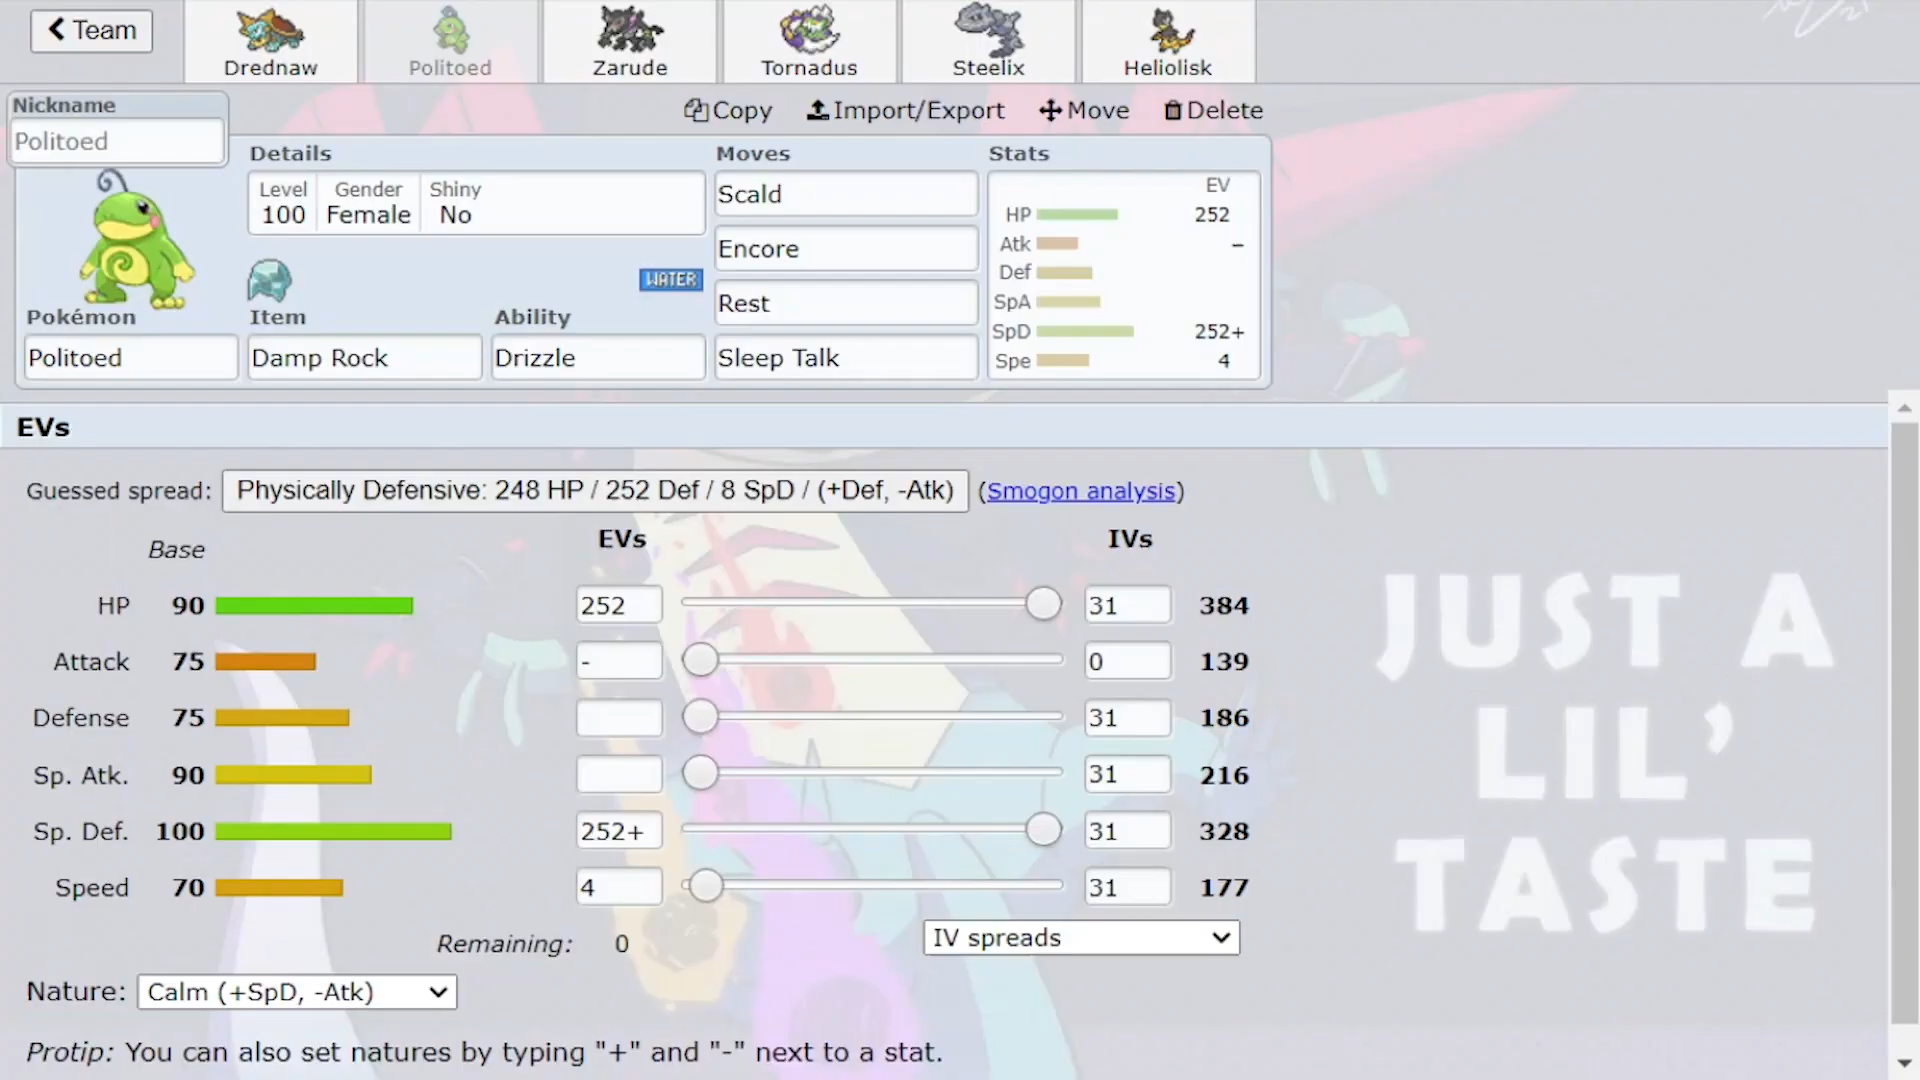 Team
Drednaw
Politoed
Zarude
Tornadus
Steelix
Heliolisk
Nickname
Politoed
Copy
Import/Export
Move
Delete
Details
Moves
Stats
Level
Gender
Shiny
100
Female
No
Scald
Encore
Rest
Sleep Talk
EV
HP 252
Atk –
Def
SpA
SpD 252+
Spe 4
WATER
Pokémon
Item
Ability
Politoed
Damp Rock
Drizzle
EVs
Guessed spread: Physically Defensive: 248 HP / 252 Def / 8 SpD / (+Def, -Atk) (Smogon analysis)
Base EVs IVs
HP 90 252 31 384
Attack 75 - 0 139
Defense 75 31 186
Sp. Atk. 90 31 216
Sp. Def. 100 252+ 31 328
Speed 70 4 31 177
Remaining: 0
IV spreads
Nature: Calm (+SpD, -Atk)
Protip: You can also set natures by typing "+" and "-" next to a stat.
JUST A
LIL'
TASTE